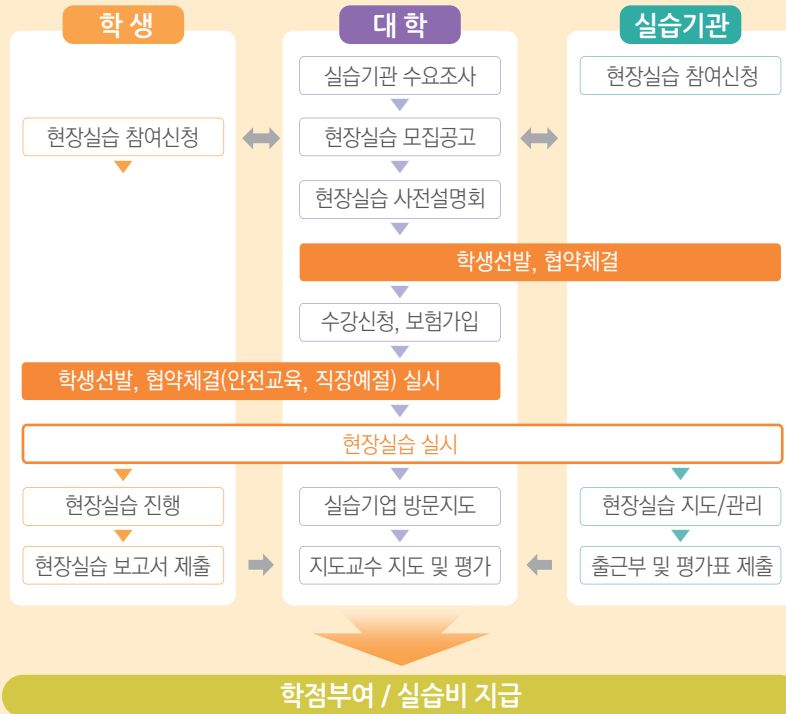 학 생
대 학
실습기관
실습기관 수요조사
현장실습 참여신청
현장실습 참여신청
현장실습 모집공고
현장실습 사전설명회
학생선발, 협약체결
수강신청, 보험가입
학생선발, 협약체결(안전교육, 직장예절) 실시
현장실습 실시
현장실습 진행
실습기업 방문지도
현장실습 지도/관리
현장실습 보고서 제출
지도교수 지도 및 평가
출근부 및 평가표 제출
학점부여 / 실습비 지급